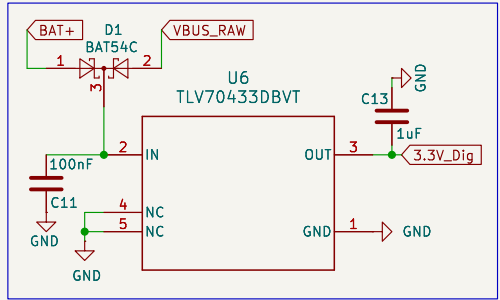 BAT+
D1
BAT54C
VBUS_RAW
1
2
3
U6
TLV70433DBVT
GND
C13
1uF
2
IN
OUT
3
3.3V_Dig
100nF
C11
GND
4
NC
5
NC
GND
1
GND
GND